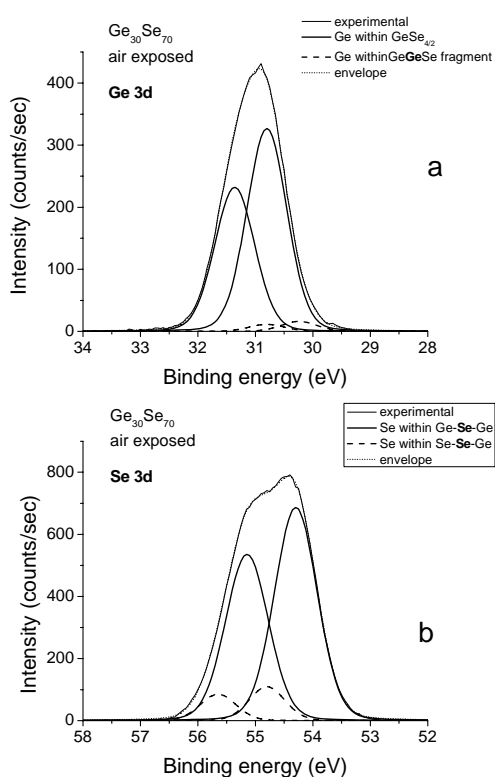 Ge30Se70
air exposed
Ge 3d
experimental
Ge within GeSe4/2
Ge withinGeGeSe fragment
envelope
a
400
300
200
100
0
Intensity (counts/sec)
34 33 32 31 30 29 28
Binding energy (eV)
Ge30Se70
air exposed
Se 3d
experimental
Se within Ge-Se-Ge
Se within Se-Se-Ge
envelope
b
800
600
400
200
0
Intensity (counts/sec)
58 57 56 55 54 53 52
Binding energy (eV)